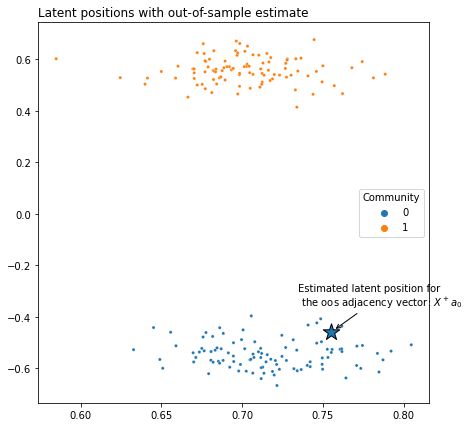 Latent positions with out-of-sample estimate
0.6
0.4
Community
0.2
0
1
0.0
−0.2
Estimated latent position for
the oos adjacency vector: X⁺a₀
−0.4
−0.6
0.60 0.65 0.70 0.75 0.80